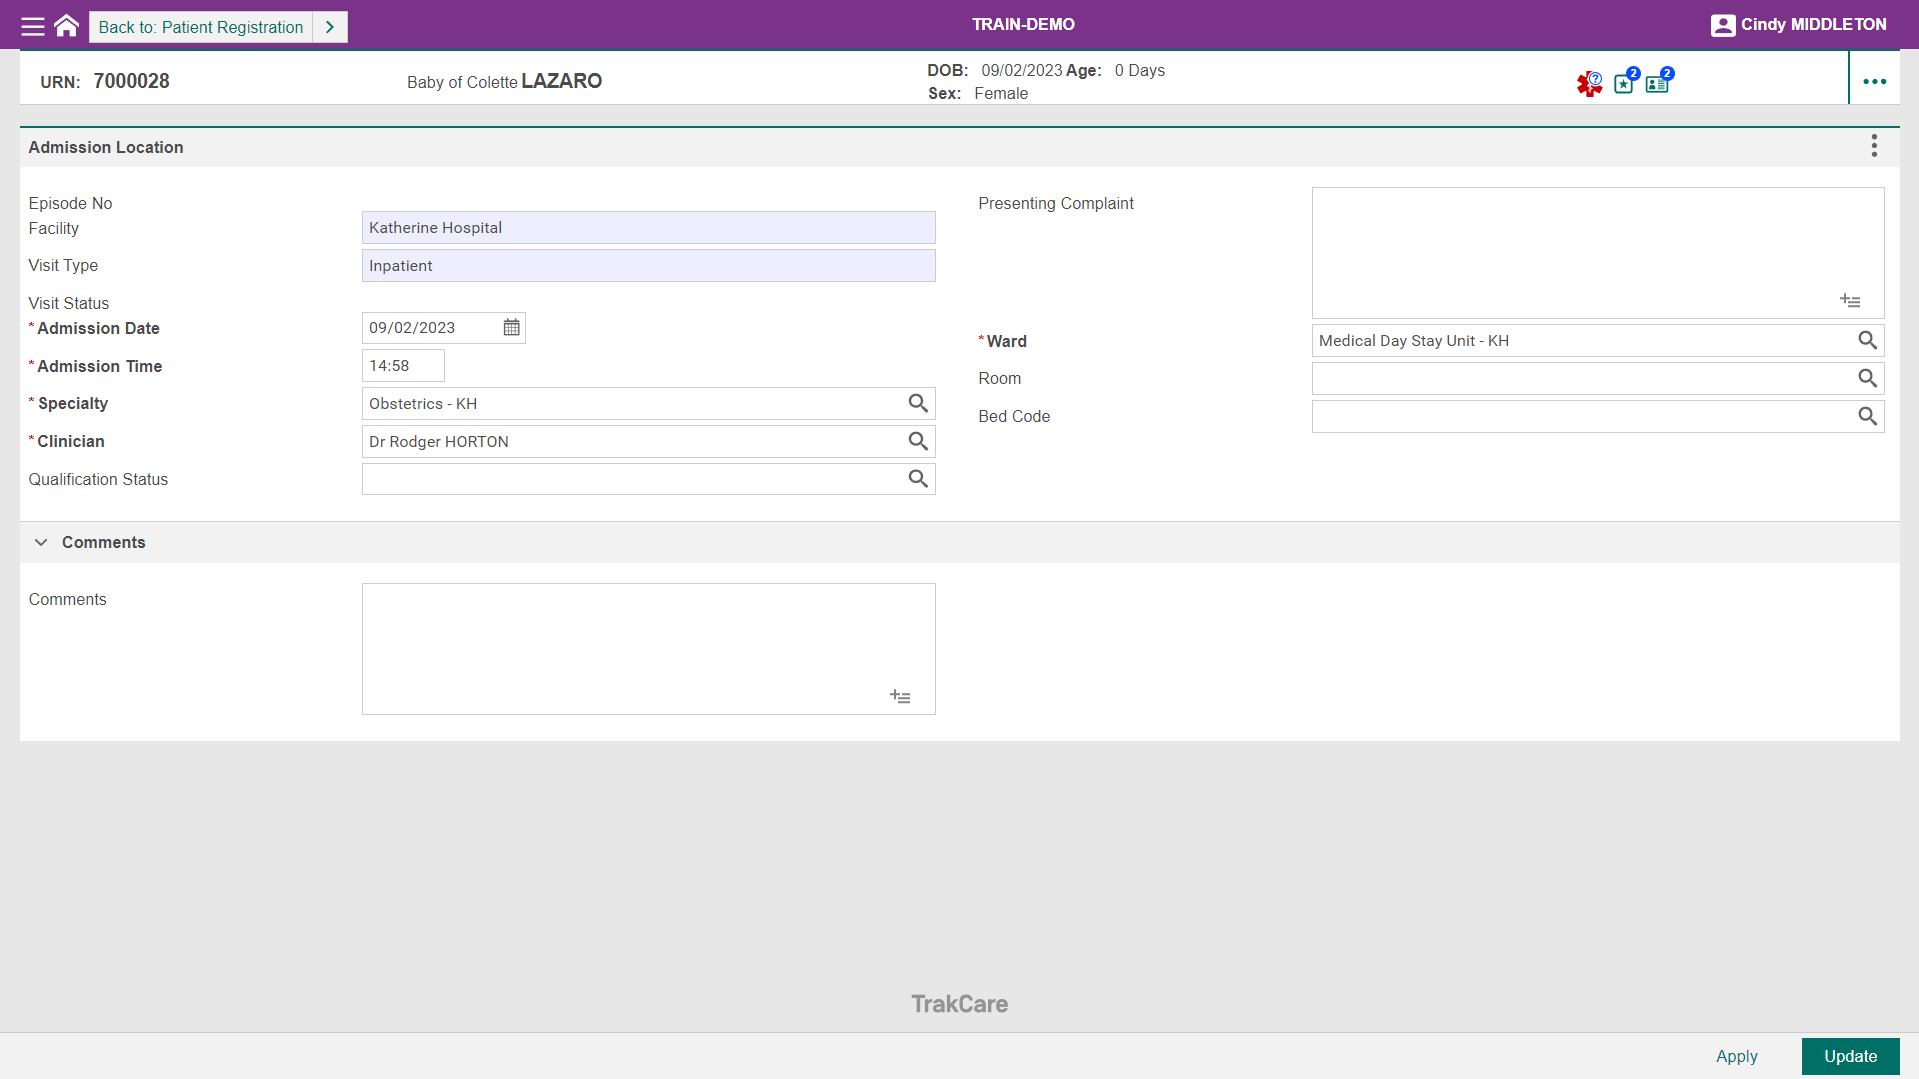 Back to: Patient Registration
TRAIN-DEMO
Cindy MIDDLETON
URN: 7000028
Baby of Colette LAZARO
DOB: 09/02/2023 Age: 0 Days
Sex: Female
2
2
Admission Location
Episode No
Facility
Katherine Hospital
Visit Type
Inpatient
Visit Status
*Admission Date
09/02/2023
*Admission Time
14:58
*Specialty
Obstetrics - KH
*Clinician
Dr Rodger HORTON
Qualification Status
Presenting Complaint
*Ward
Medical Day Stay Unit - KH
Room
Bed Code
Comments
Comments
TrakCare
Apply
Update